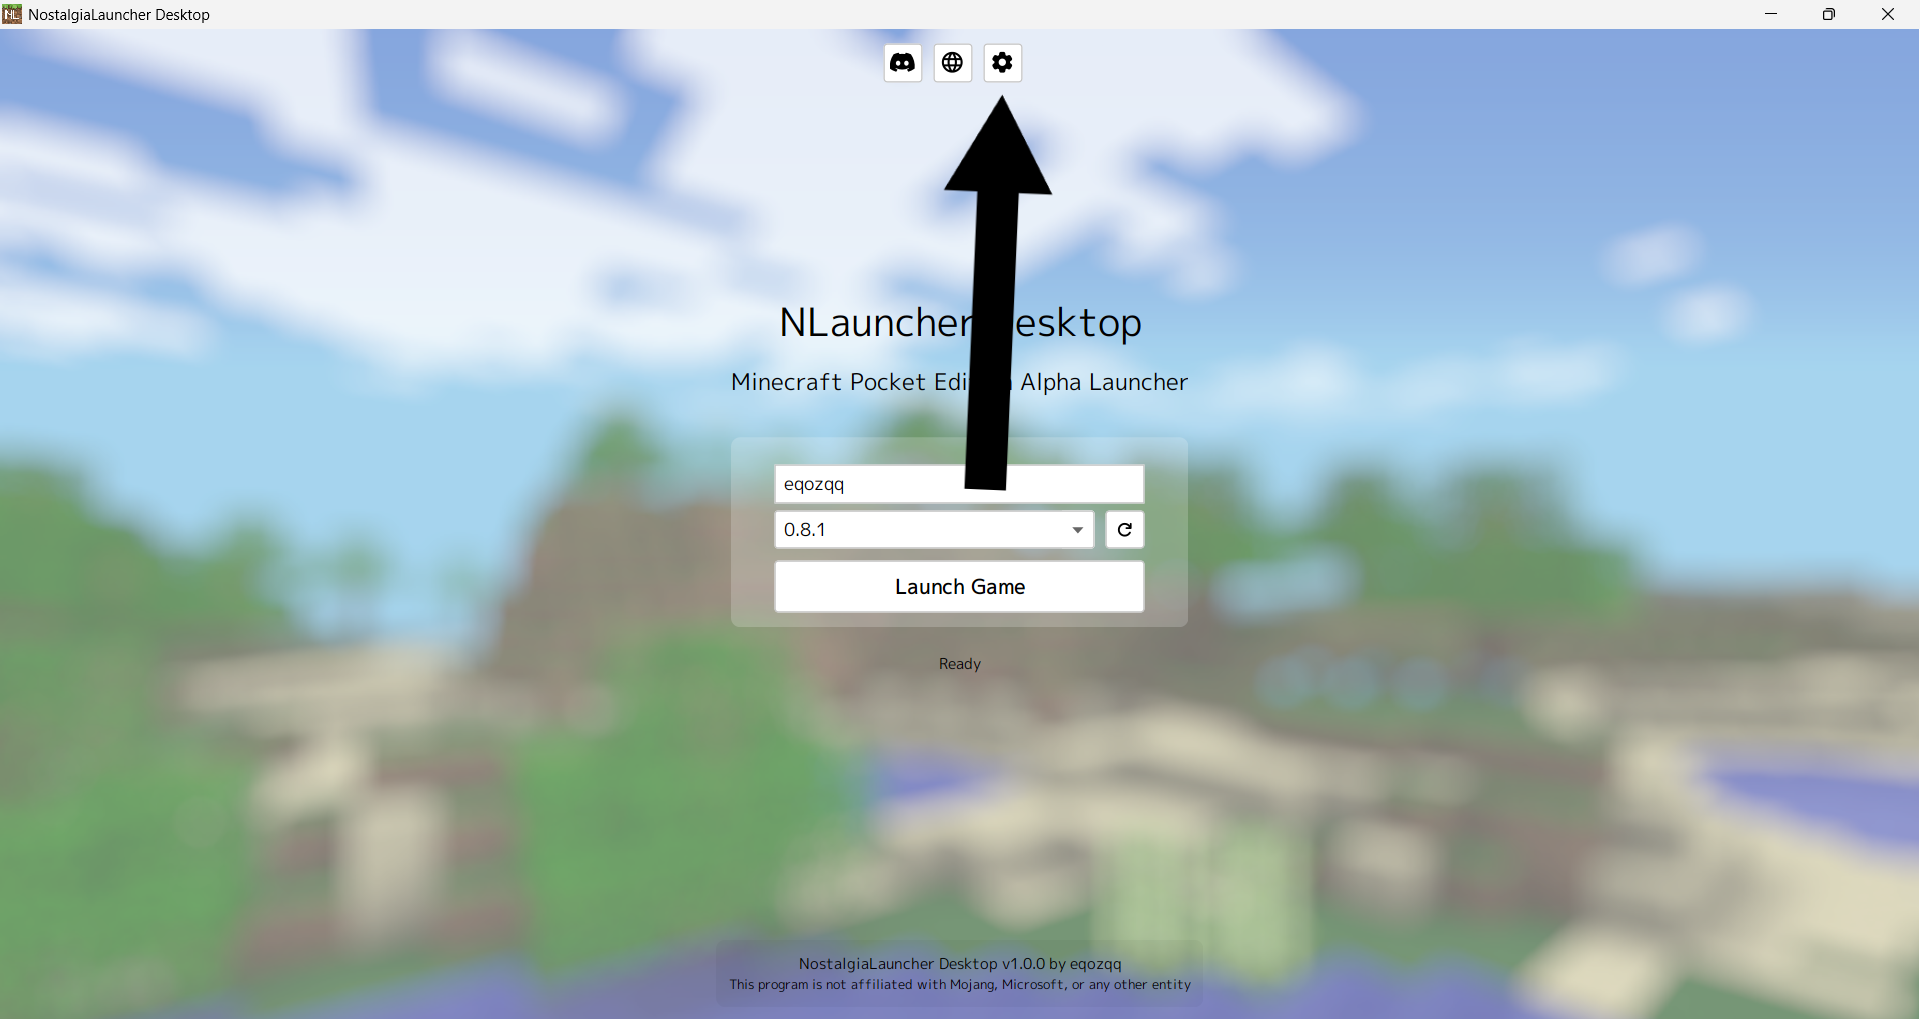 NL
NostalgiaLauncher Desktop
NLauncher esktop
Minecraft Pocket Edi Alpha Launcher
eqozqq
0.8.1
Launch Game
Ready
NostalgiaLauncher Desktop v1.0.0 by eqozqq
This program is not affiliated with Mojang, Microsoft, or any other entity